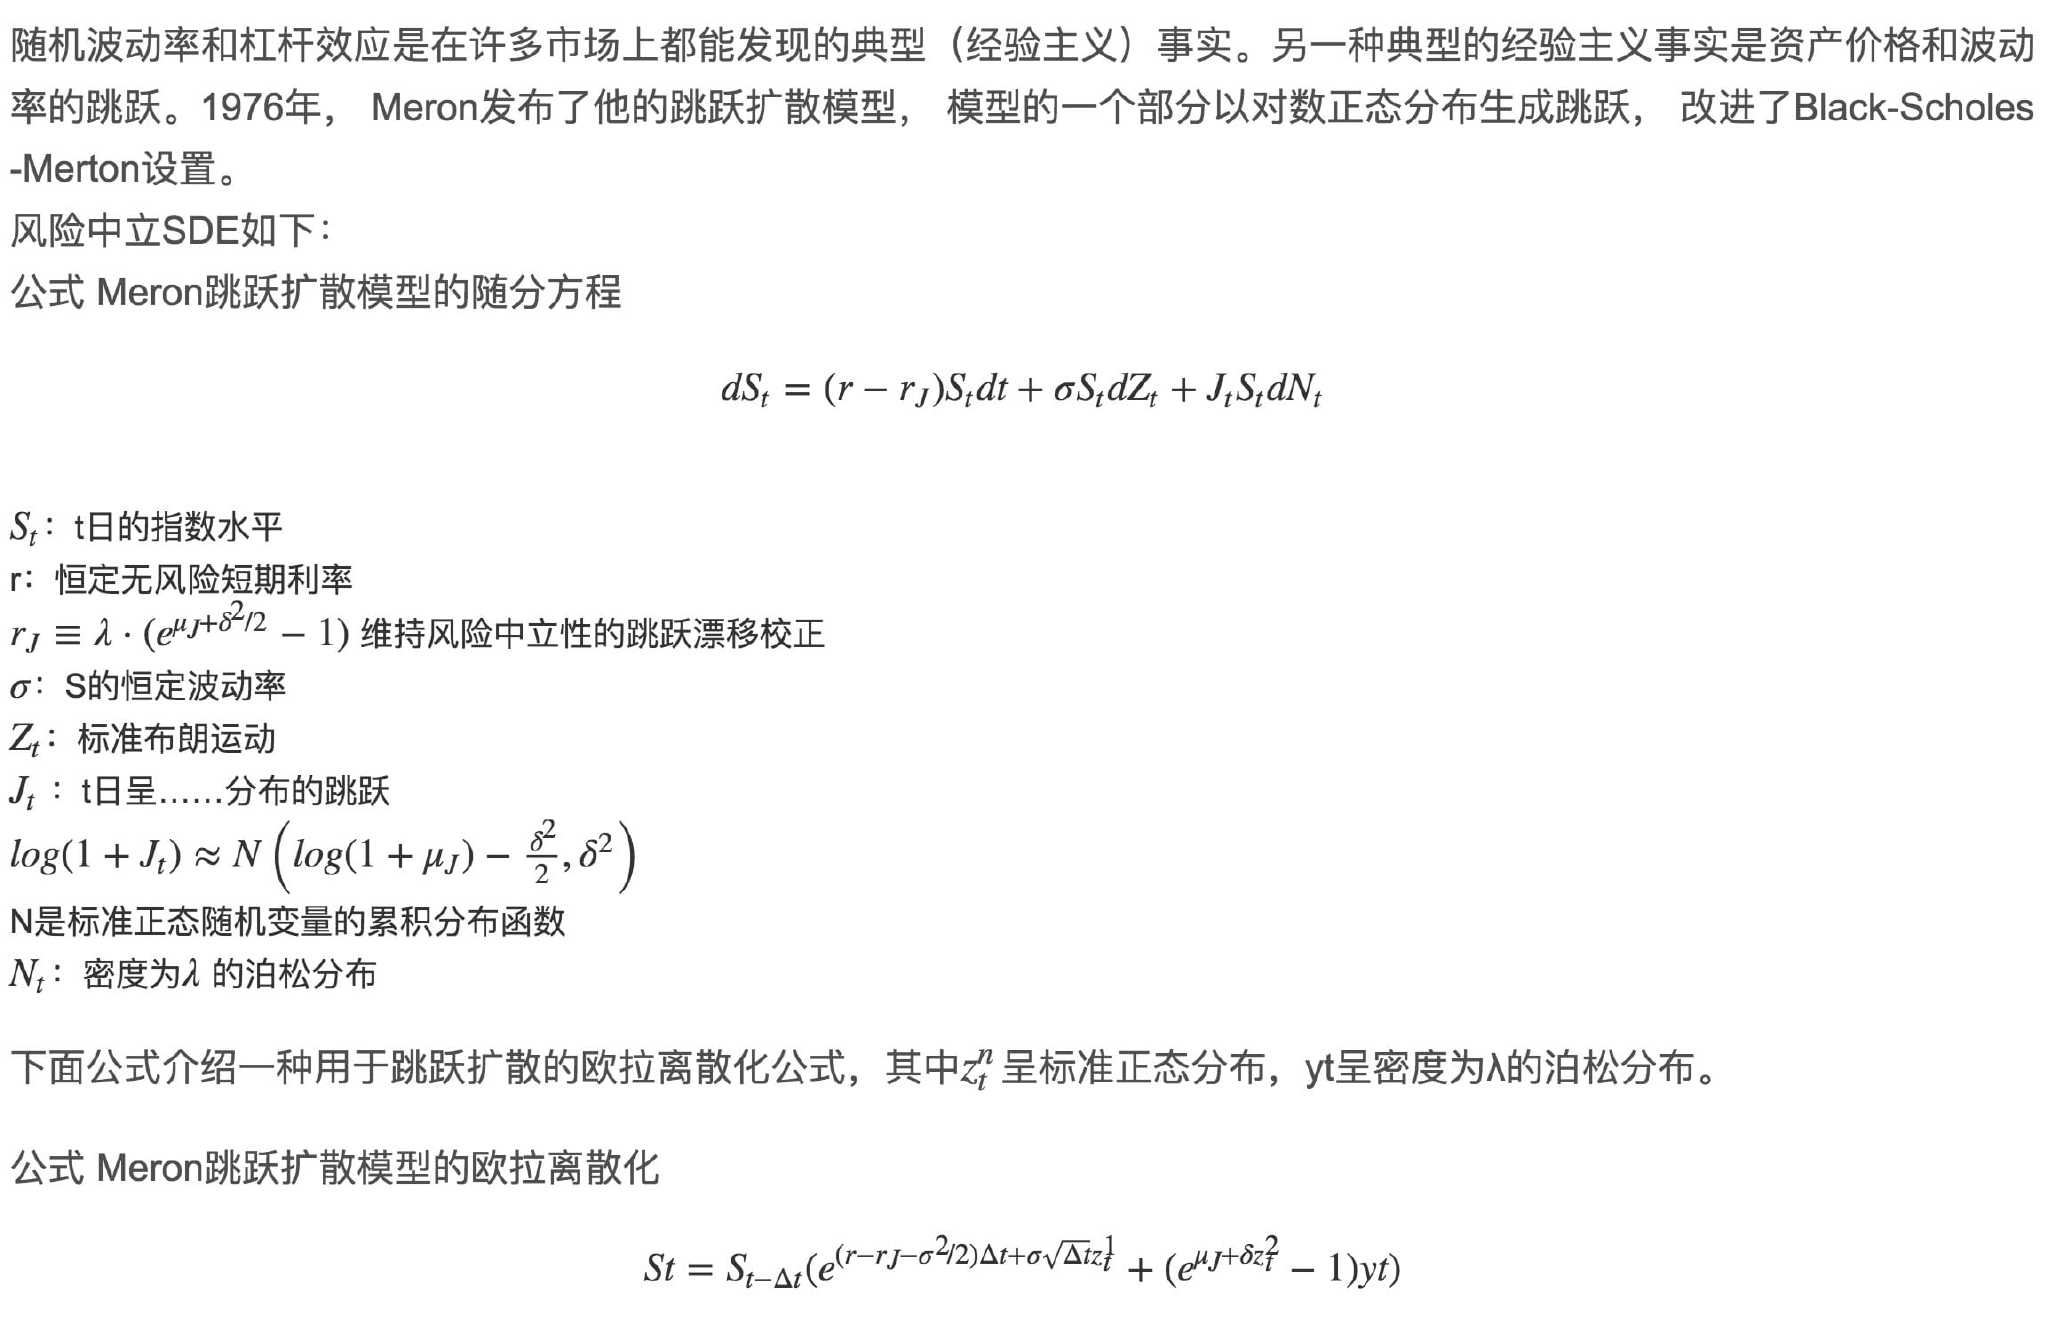 随机波动率和杠杆效应是在许多市场上都能发现的典型（经验主义）事实。另一种典型的经验主义事实是资产价格和波动
率的跳跃。1976年， Meron发布了他的跳跃扩散模型， 模型的一个部分以对数正态分布生成跳跃， 改进了Black-Scholes
-Merton设置。
风险中立SDE如下：
公式 Meron跳跃扩散模型的随分方程
$dS_t = (r - r_J)S_t dt + \sigma S_t dZ_t + J_t S_t dN_t$
$S_t$：t日的指数水平
r：恒定无风险短期利率
$r_J \equiv \lambda \cdot (e^{\mu_J+\delta^2/2} - 1)$ 维持风险中立性的跳跃漂移校正
$\sigma$：S的恒定波动率
$Z_t$：标准布朗运动
$J_t$ ：t日呈……分布的跳跃
$log(1 + J_t) \approx N\left(log(1 + \mu_J) - \frac{\delta^2}{2}, \delta^2\right)$
N是标准正态随机变量的累积分布函数
$N_t$：密度为$\lambda$ 的泊松分布
下面公式介绍一种用于跳跃扩散的欧拉离散化公式，其中$z_t^n$ 呈标准正态分布，yt呈密度为λ的泊松分布。
公式 Meron跳跃扩散模型的欧拉离散化
$St = S_{t-\Delta t}(e^{(r-r_J-\sigma^2/2)\Delta t+\sigma\sqrt{\Delta t}z_t^1} + (e^{\mu_J+\delta z_t^2} - 1)yt)$